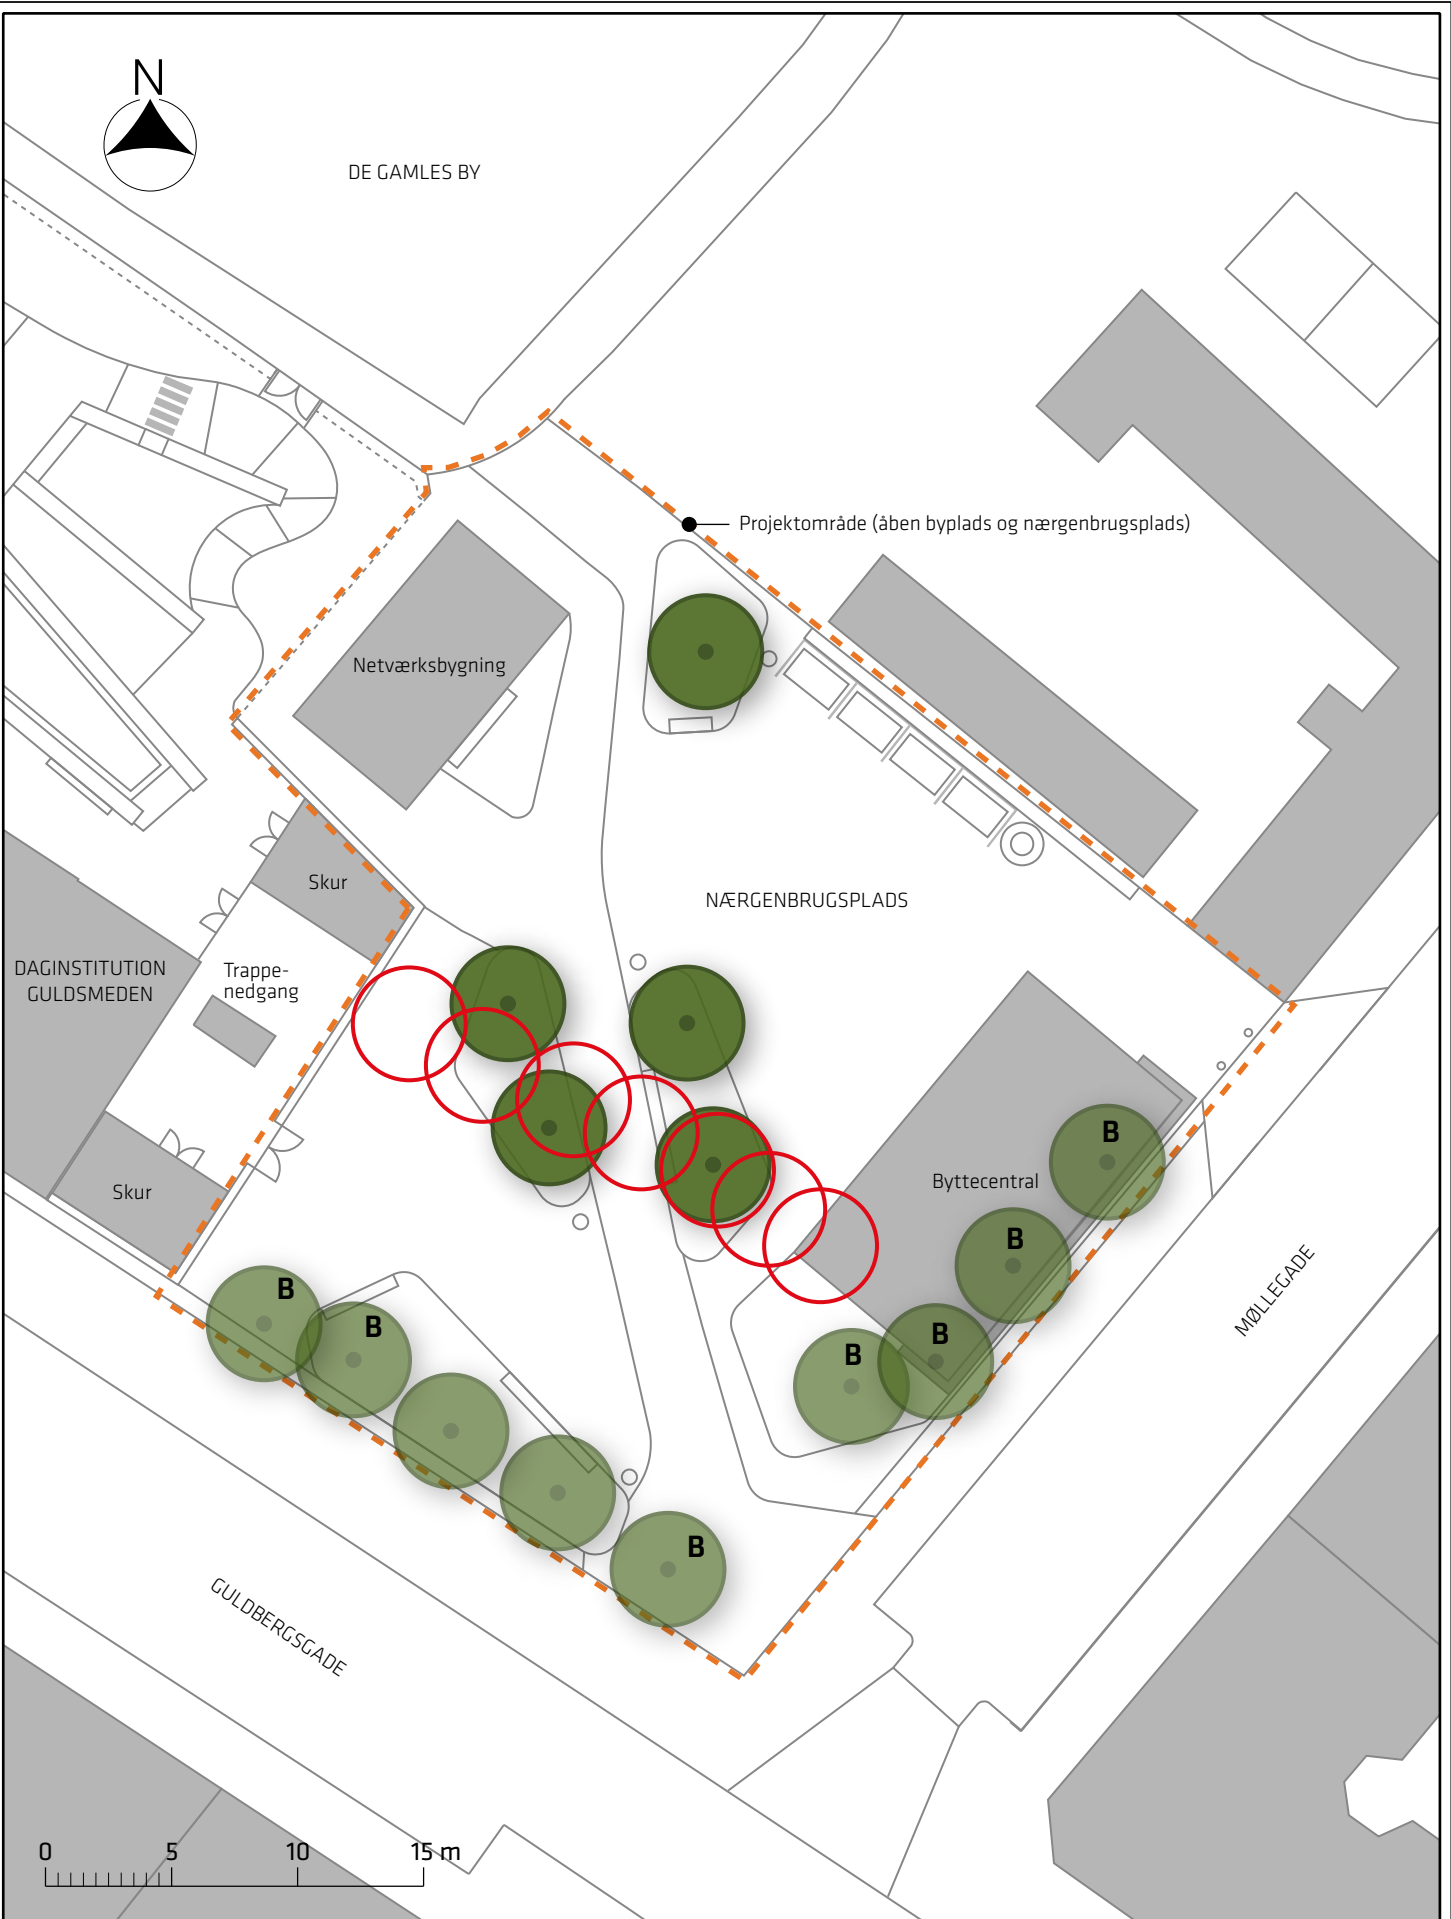 N
DE GAMLES BY
Projektområde (åben byplads og nærgenbrugsplads)
Netværksbygning
Skur
NÆRGENBRUGSPLADS
DAGINSTITUTION
GULDSMEDEN
Trappe-
nedgang
B
Byttecentral
Skur
B
B
B
B
B
B
MØLLEGADE
B
GULDBERGSGADE
0 5 10 15 m